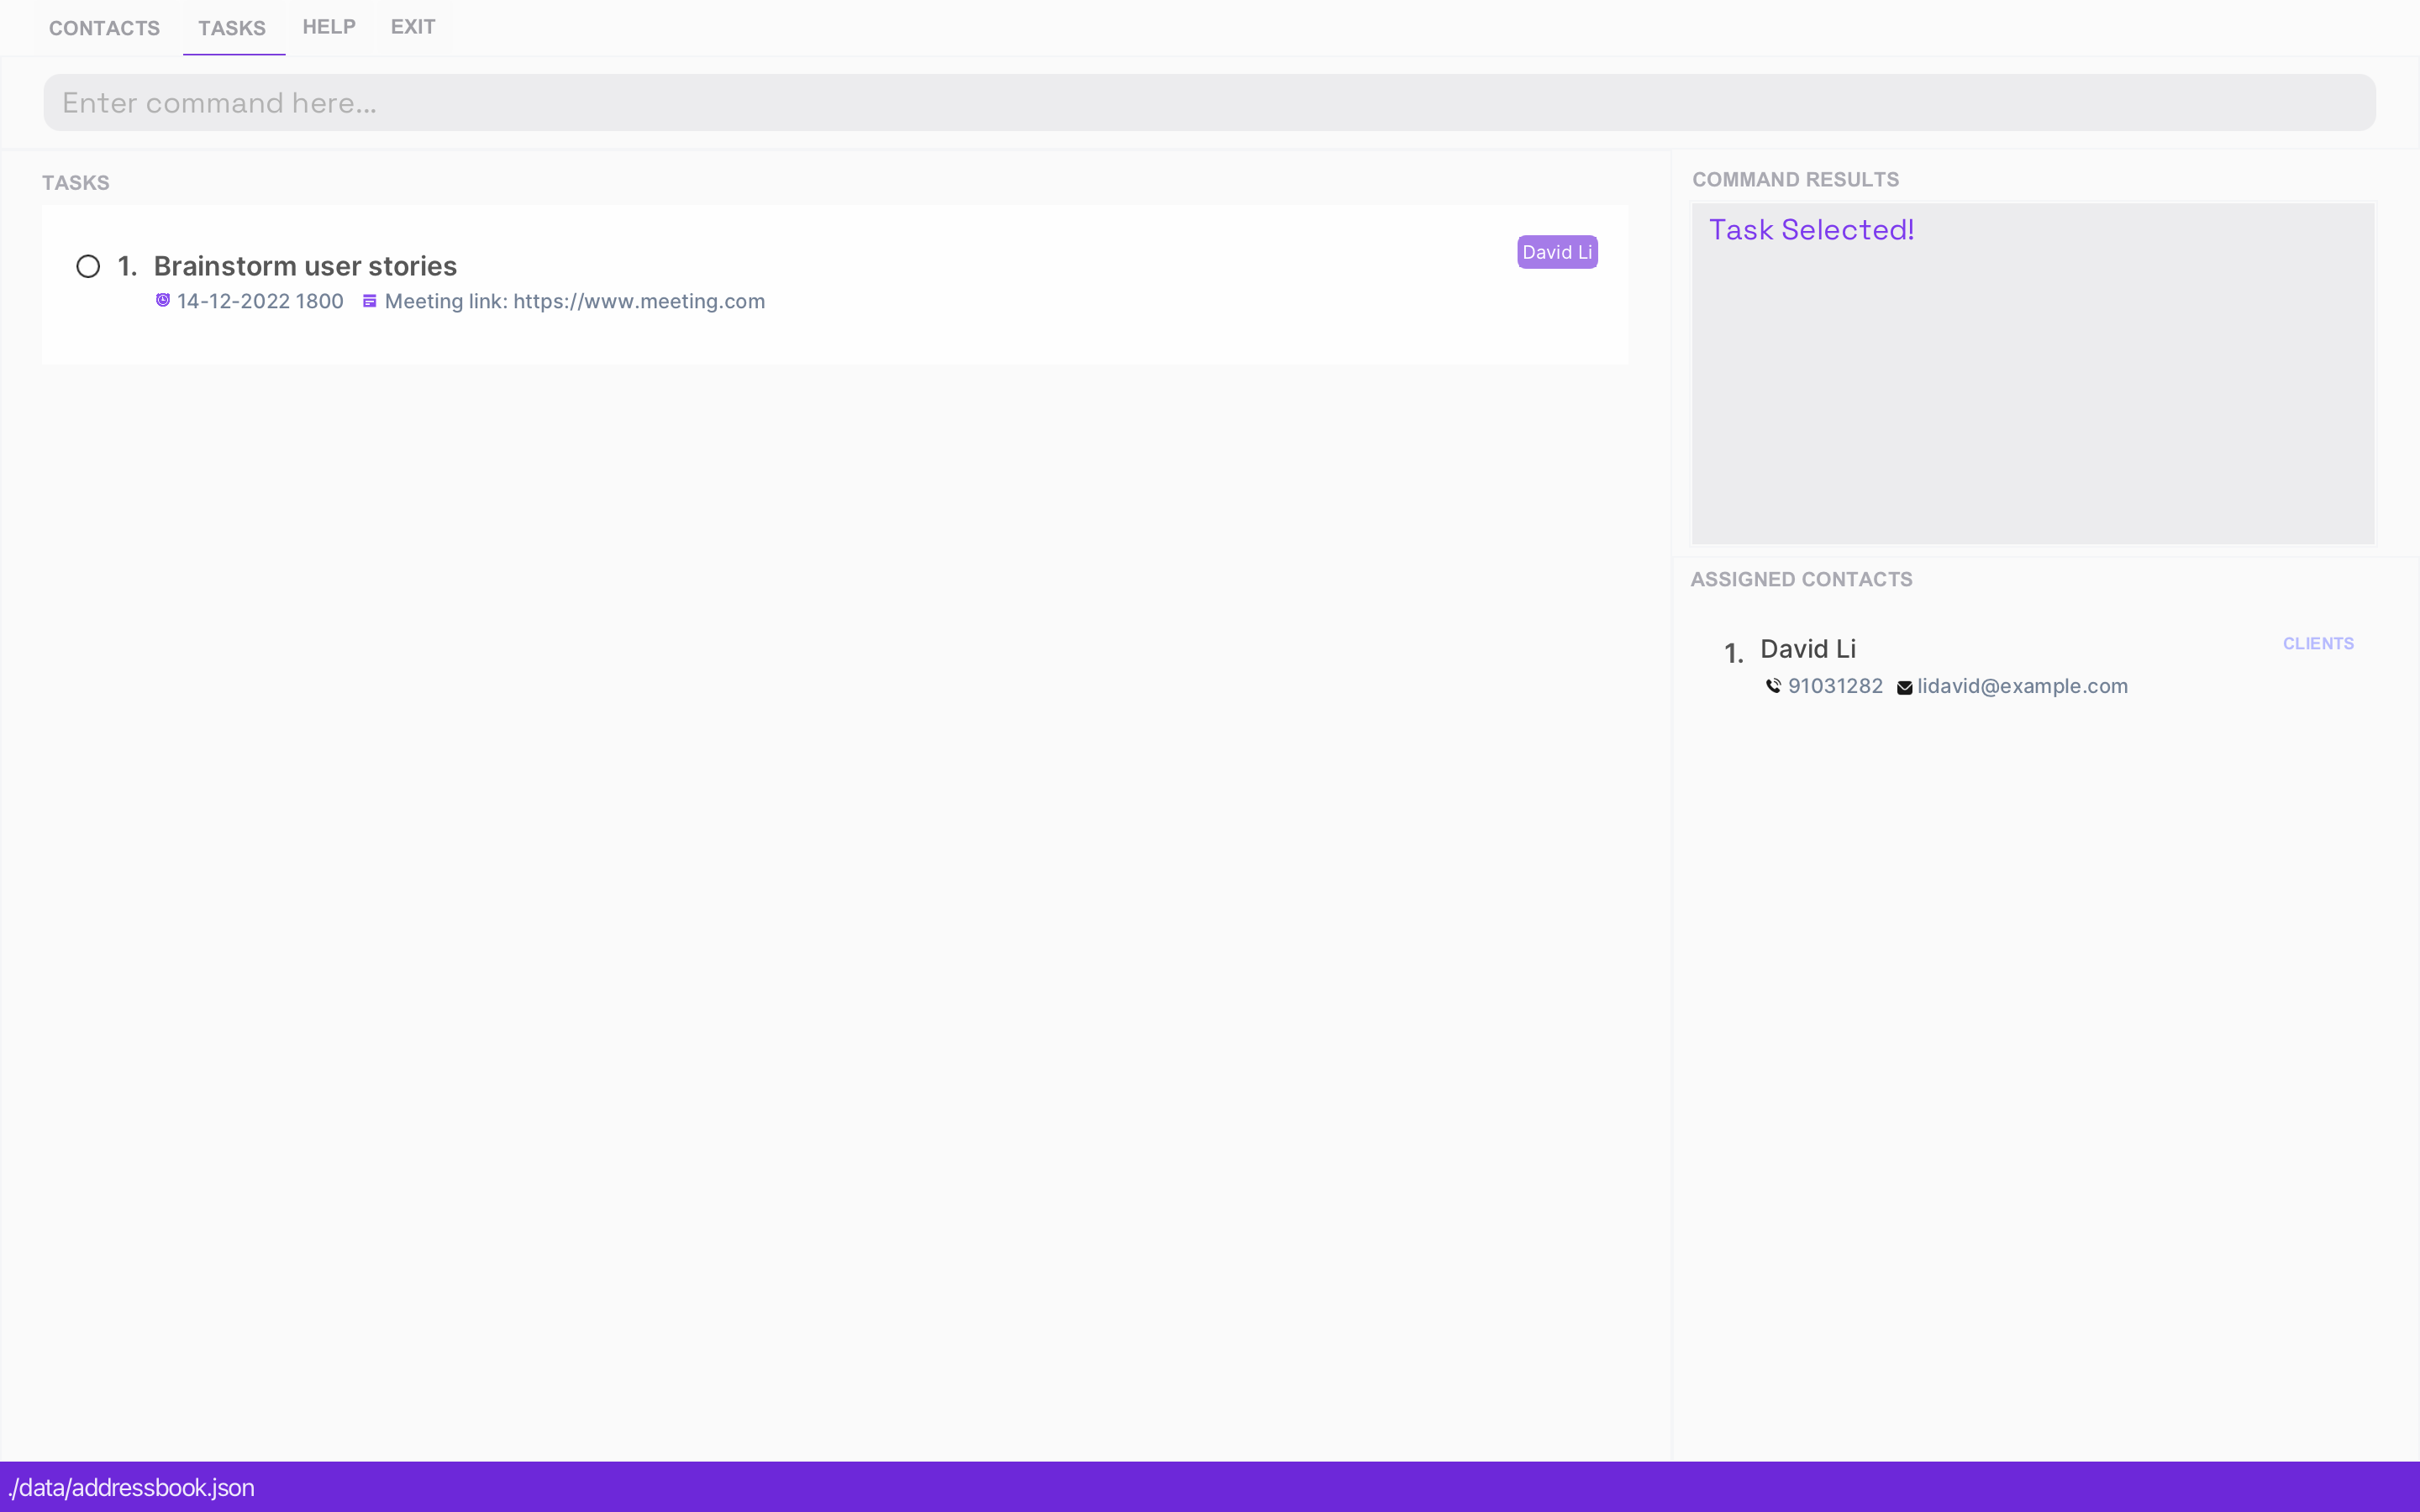 CONTACTS TASKS HELP EXIT
Enter command here...
TASKS
1. Brainstorm user stories
David Li
14-12-2022 1800 Meeting link: https://www.meeting.com
COMMAND RESULTS
Task Selected!
ASSIGNED CONTACTS
1. David Li
CLIENTS
91031282 lidavid@example.com
./data/addressbook.json